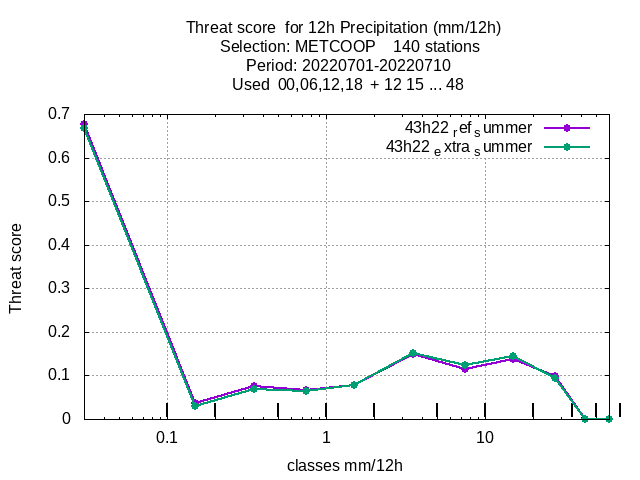 Threat score  for 12h Precipitation (mm/12h)
Selection: METCOOP    140 stations
Period: 20220701-20220710
Used  00,06,12,18  + 12 15 ... 48
43h22 ref summer
43h22 extra summer
0.7
0.6
0.5
0.4
0.3
0.2
0.1
0
Threat score
0.1 1 10
classes mm/12h